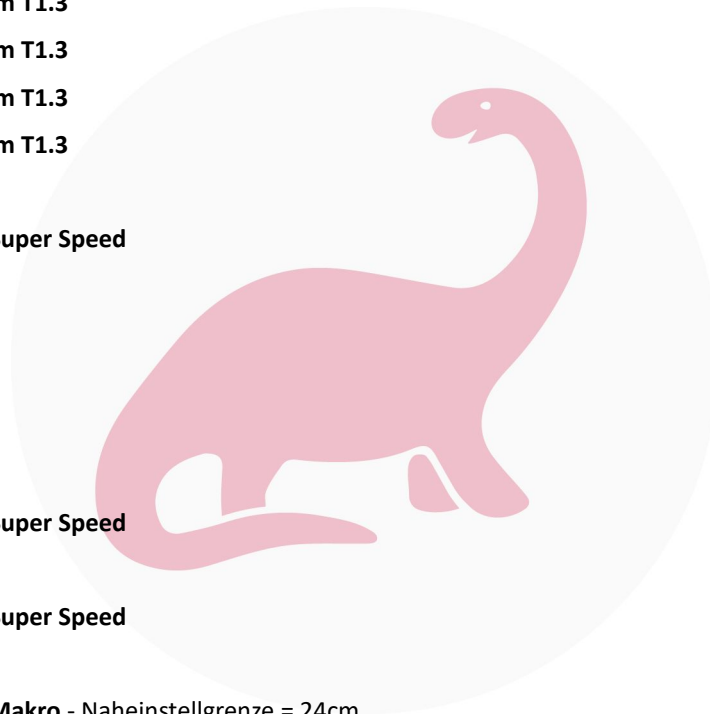 m T1.3
m T1.3
m T1.3
m T1.3
uper Speed
uper Speed
uper Speed
Makro - Naheinstellgrenze = 24cm